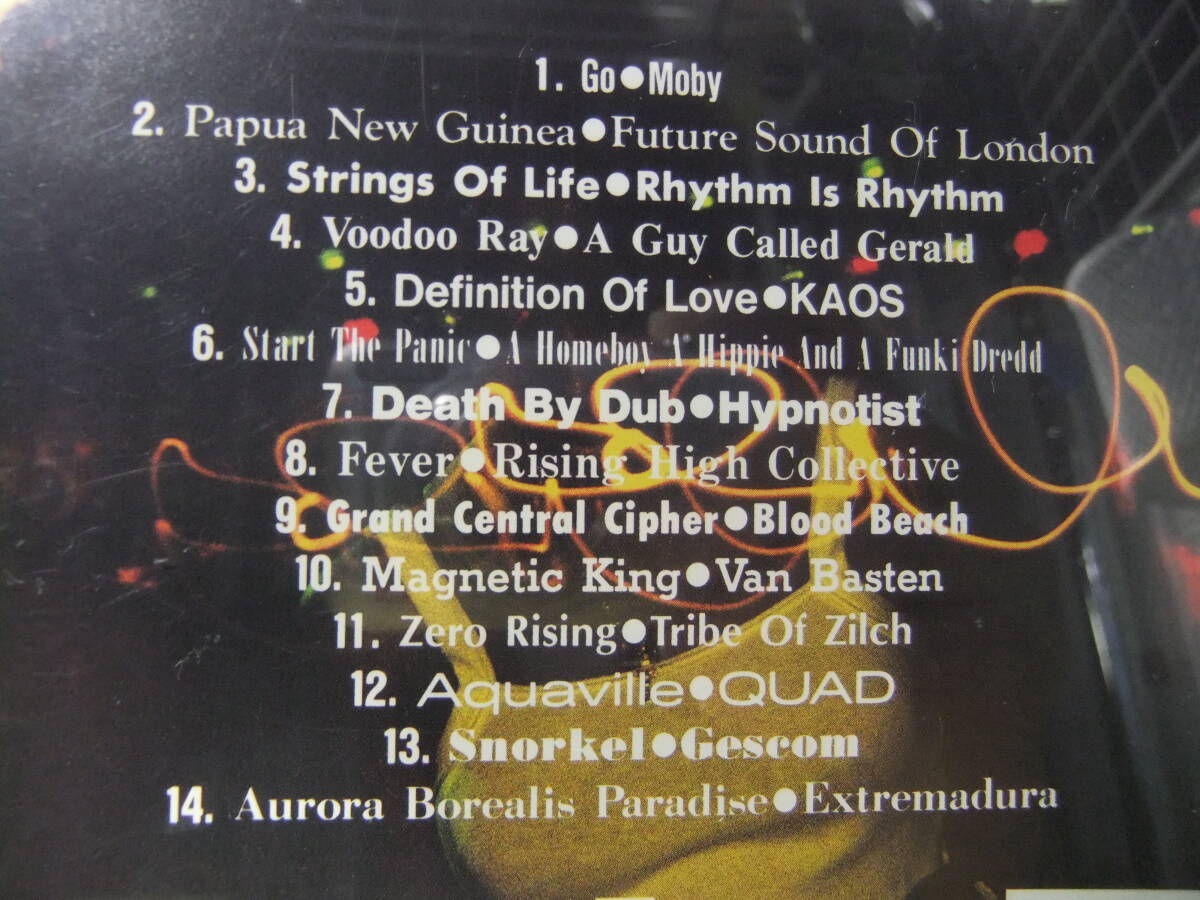 1. Go●Moby
2. Papua New Guinea●Future Sound Of London
3. Strings Of Life●Rhythm Is Rhythm
4. Voodoo Ray●A Guy Called Gerald
5. Definition Of Love●KAOS
6. Start The Panic●A Homeboy A Hippie And A Funki Dredd
7. Death By Dub●Hypnotist
8. Fever●Rising High Collective
9. Grand Central Cipher●Blood Beach
10. Magnetic King●Van Basten
11. Zero Rising●Tribe Of Zilch
12. Aquaville●QUAD
13. Snorkel●Gescom
14. Aurora Borealis Paradise●Extremadura